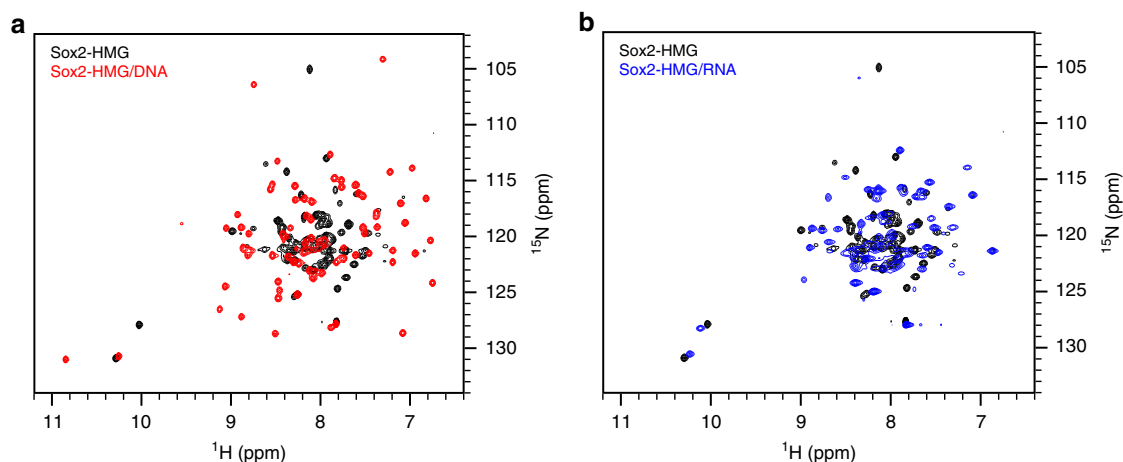 a
Sox2-HMG
Sox2-HMG/DNA
105
110
115
120
125
130
15N (ppm)
11
10
9
8
7
1H (ppm)
b
Sox2-HMG
Sox2-HMG/RNA
105
110
115
120
125
130
15N (ppm)
11
10
9
8
7
1H (ppm)